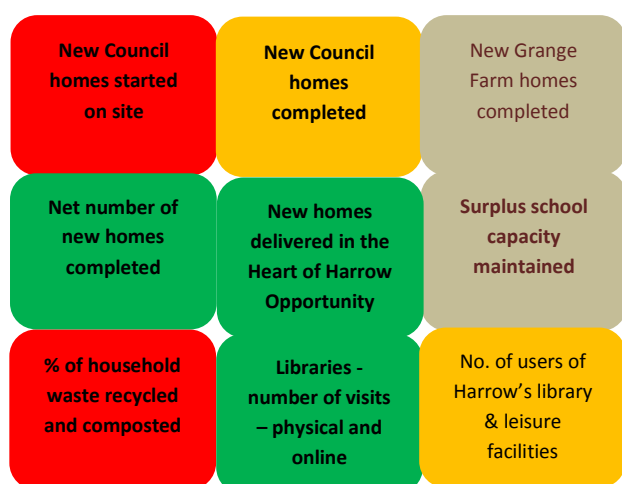 New Council
homes started
on site
New Council
homes
completed
New Grange
Farm homes
completed
Net number of
new homes
completed
New homes
delivered in the
Heart of Harrow
Opportunity
Surplus school
capacity
maintained
% of household
waste recycled
and composted
Libraries -
number of visits
– physical and
online
No. of users of
Harrow’s library
& leisure
facilities